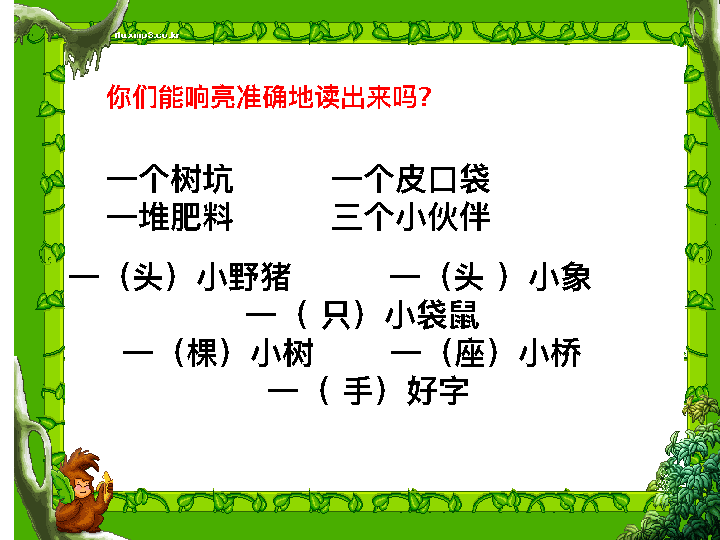 你们能响亮准确地读出来吗？
一个树坑 一个皮口袋
一堆肥料 三个小伙伴
一（头）小野猪 一（头 ）小象
一（ 只）小袋鼠
一（棵）小树 一（座）小桥
一（ 手）好字